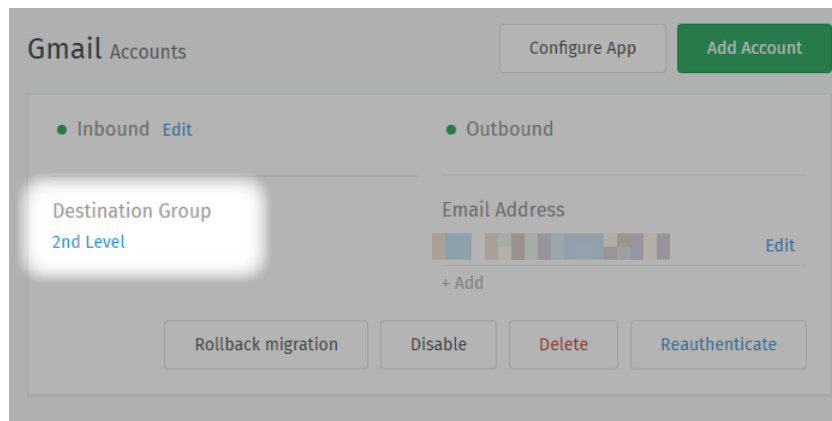 Gmail Accounts
Configure App
Add Account
Inbound Edit
Outbound
Destination Group
2nd Level
Email Address
Edit
+ Add
Rollback migration
Disable
Delete
Reauthenticate